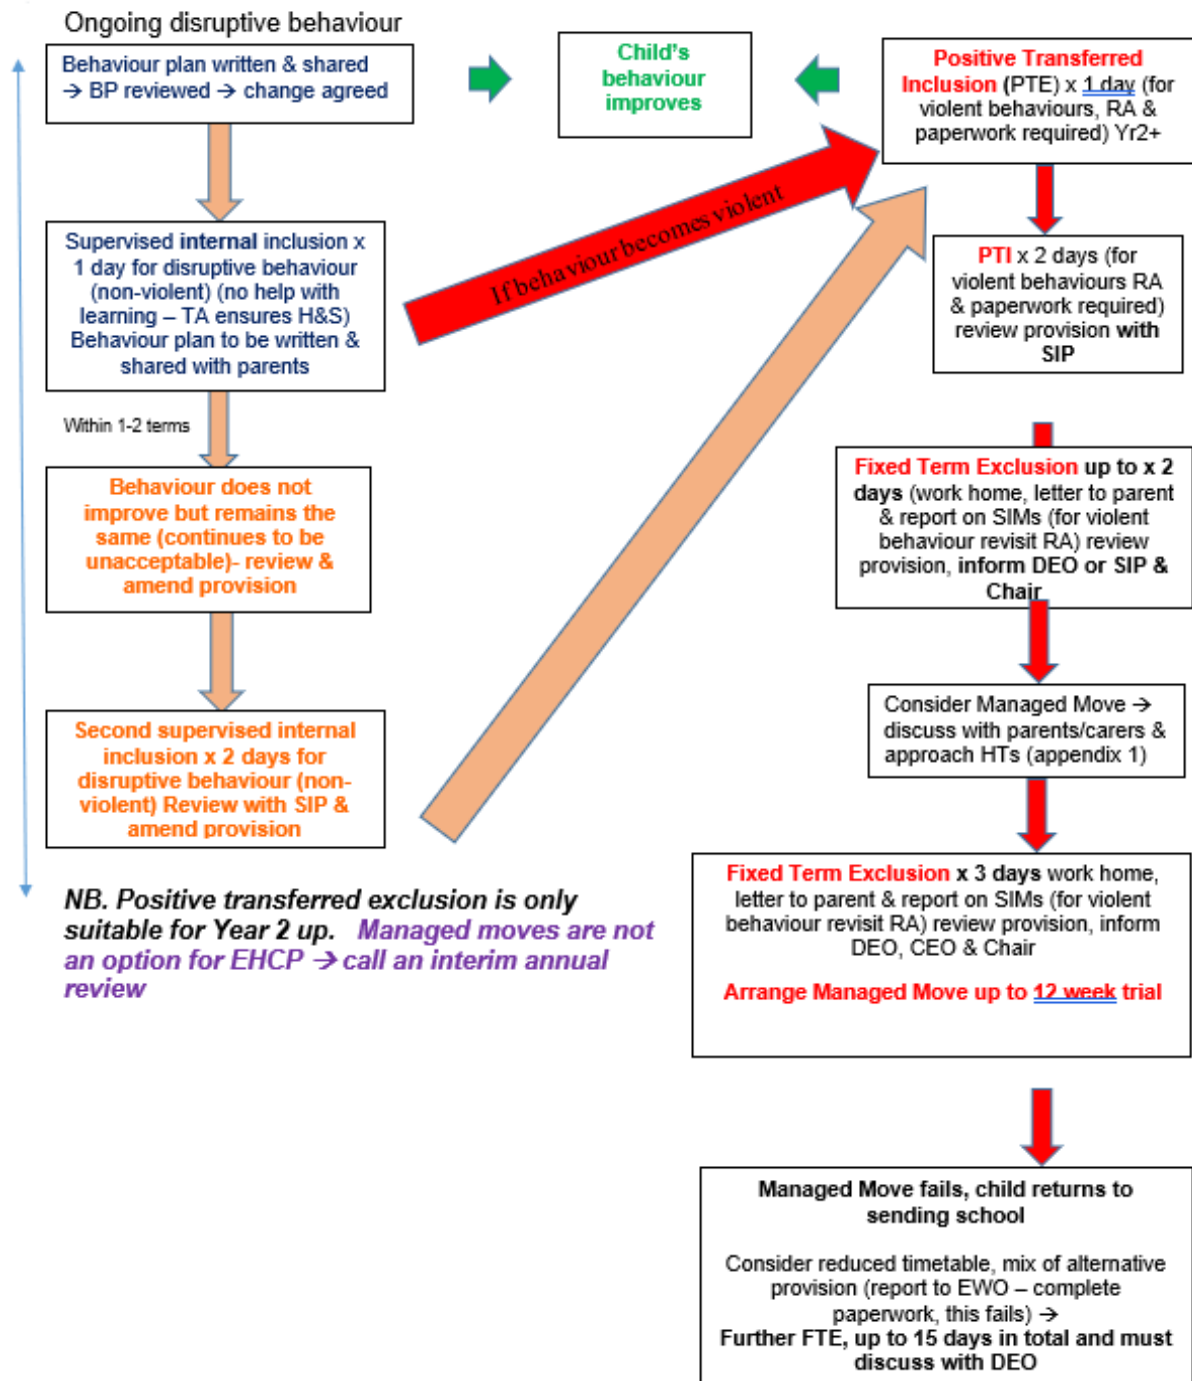 Ongoing disruptive behaviour
Behaviour plan written & shared
→ BP reviewed → change agreed
Child's
behaviour
improves
Positive Transferred
Inclusion (PTE) x 1 day (for
violent behaviours, RA &
paperwork required) Yr2+
If behaviour becomes violent
Supervised internal inclusion x
1 day for disruptive behaviour
(non-violent) (no help with
learning – TA ensures H&S)
Behaviour plan to be written &
shared with parents
PTI x 2 days (for
violent behaviours RA
& paperwork required)
review provision with
SIP
Within 1-2 terms
Behaviour does not
improve but remains the
same (continues to be
unacceptable)- review &
amend provision
Fixed Term Exclusion up to x 2
days (work home, letter to parent
& report on SIMs (for violent
behaviour revisit RA) review
provision, inform DEO or SIP &
Chair
Second supervised internal
inclusion x 2 days for
disruptive behaviour (non-
violent) Review with SIP &
amend provision
Consider Managed Move →
discuss with parents/carers &
approach HTs (appendix 1)
NB. Positive transferred exclusion is only
suitable for Year 2 up. Managed moves are not
an option for EHCP → call an interim annual
review
Fixed Term Exclusion x 3 days work home,
letter to parent & report on SIMs (for violent
behaviour revisit RA) review provision, inform
DEO, CEO & Chair
Arrange Managed Move up to 12 week trial
Managed Move fails, child returns to
sending school
Consider reduced timetable, mix of alternative
provision (report to EWO – complete
paperwork, this fails) →
Further FTE, up to 15 days in total and must
discuss with DEO